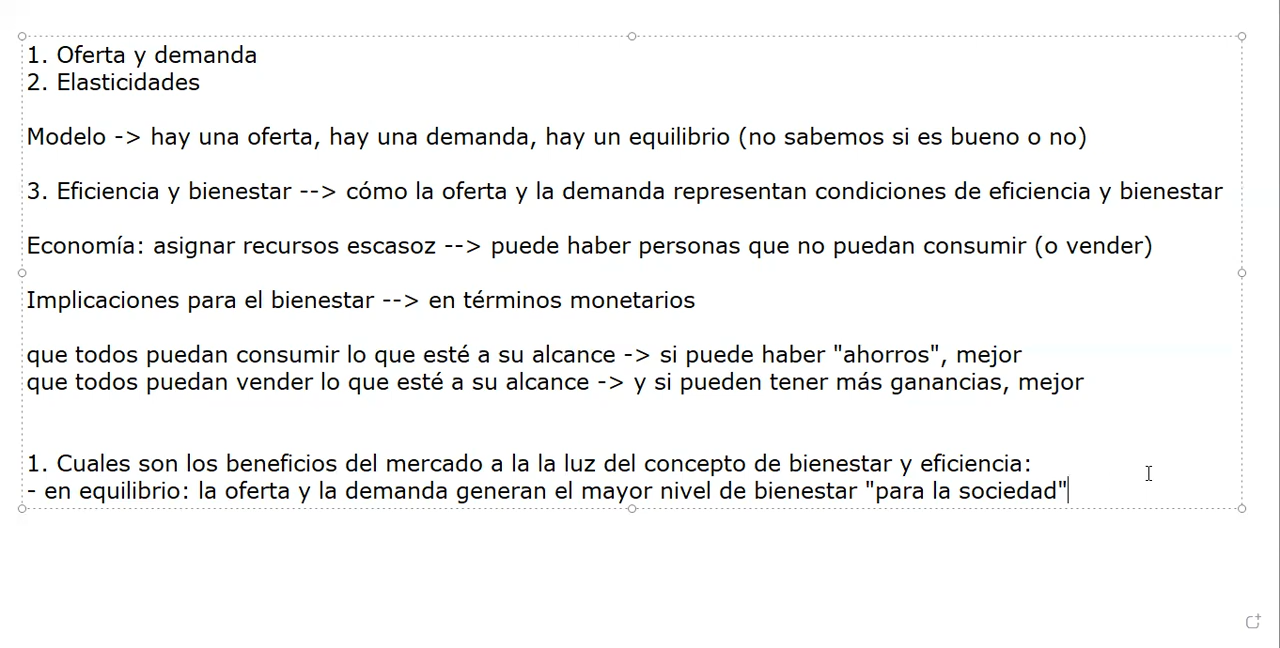 1. Oferta y demanda
2. Elasticidades
Modelo -> hay una oferta, hay una demanda, hay un equilibrio (no sabemos si es bueno o no)
3. Eficiencia y bienestar --> cómo la oferta y la demanda representan condiciones de eficiencia y bienestar
Economía: asignar recursos escasoz --> puede haber personas que no puedan consumir (o vender)
Implicaciones para el bienestar --> en términos monetarios
que todos puedan consumir lo que esté a su alcance -> si puede haber "ahorros", mejor
que todos puedan vender lo que esté a su alcance -> y si pueden tener más ganancias, mejor
1. Cuales son los beneficios del mercado a la la luz del concepto de bienestar y eficiencia:
- en equilibrio: la oferta y la demanda generan el mayor nivel de bienestar "para la sociedad"